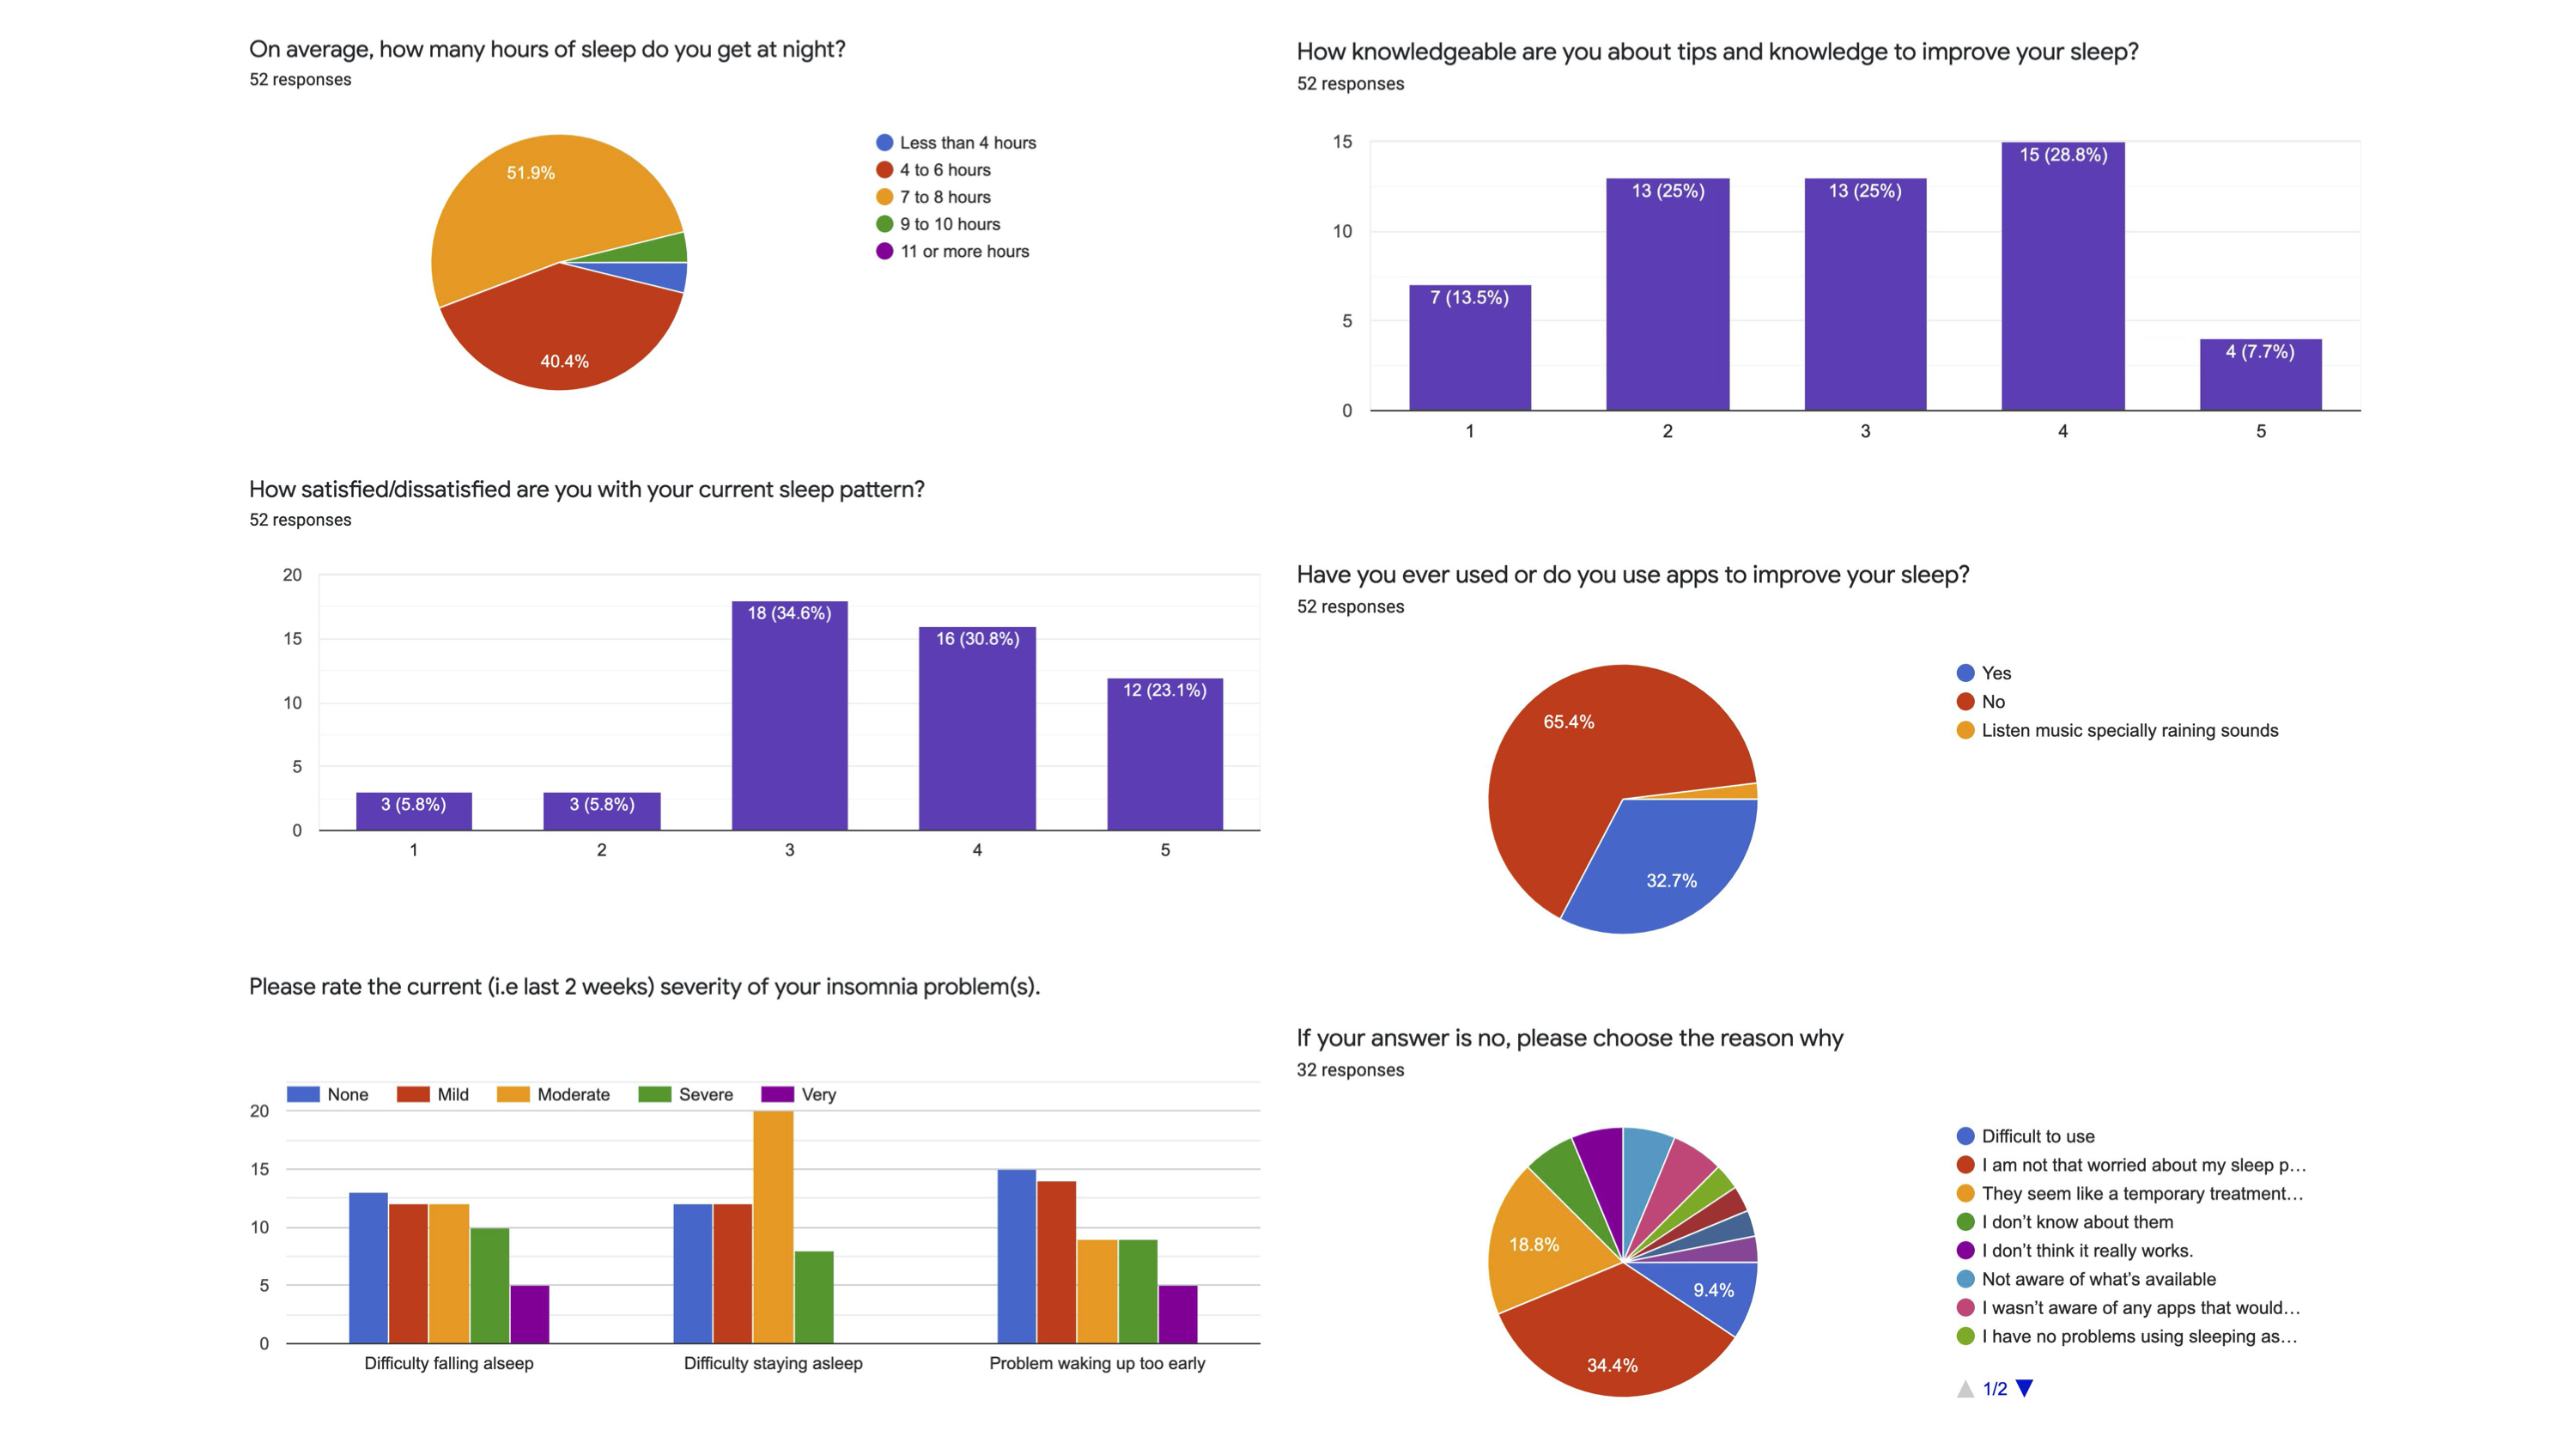 On average, how many hours of sleep do you get at night?
52 responses
51.9%
40.4%
Less than 4 hours
4 to 6 hours
7 to 8 hours
9 to 10 hours
11 or more hours
How knowledgeable are you about tips and knowledge to improve your sleep?
52 responses
15
10
5
0
7 (13.5%)
13 (25%)
13 (25%)
15 (28.8%)
4 (7.7%)
1 2 3 4 5
How satisfied/dissatisfied are you with your current sleep pattern?
52 responses
20
15
10
5
0
3 (5.8%)
3 (5.8%)
18 (34.6%)
16 (30.8%)
12 (23.1%)
1 2 3 4 5
Have you ever used or do you use apps to improve your sleep?
52 responses
65.4%
32.7%
Yes
No
Listen music specially raining sounds
Please rate the current (i.e last 2 weeks) severity of your insomnia problem(s).
None Mild Moderate Severe Very
20
15
10
5
0
Difficulty falling alseep Difficulty staying asleep Problem waking up too early
If your answer is no, please choose the reason why
32 responses
18.8%
9.4%
34.4%
Difficult to use
I am not that worried about my sleep p...
They seem like a temporary treatment...
I don't know about them
I don't think it really works.
Not aware of what's available
I wasn't aware of any apps that would...
I have no problems using sleeping as...
1/2